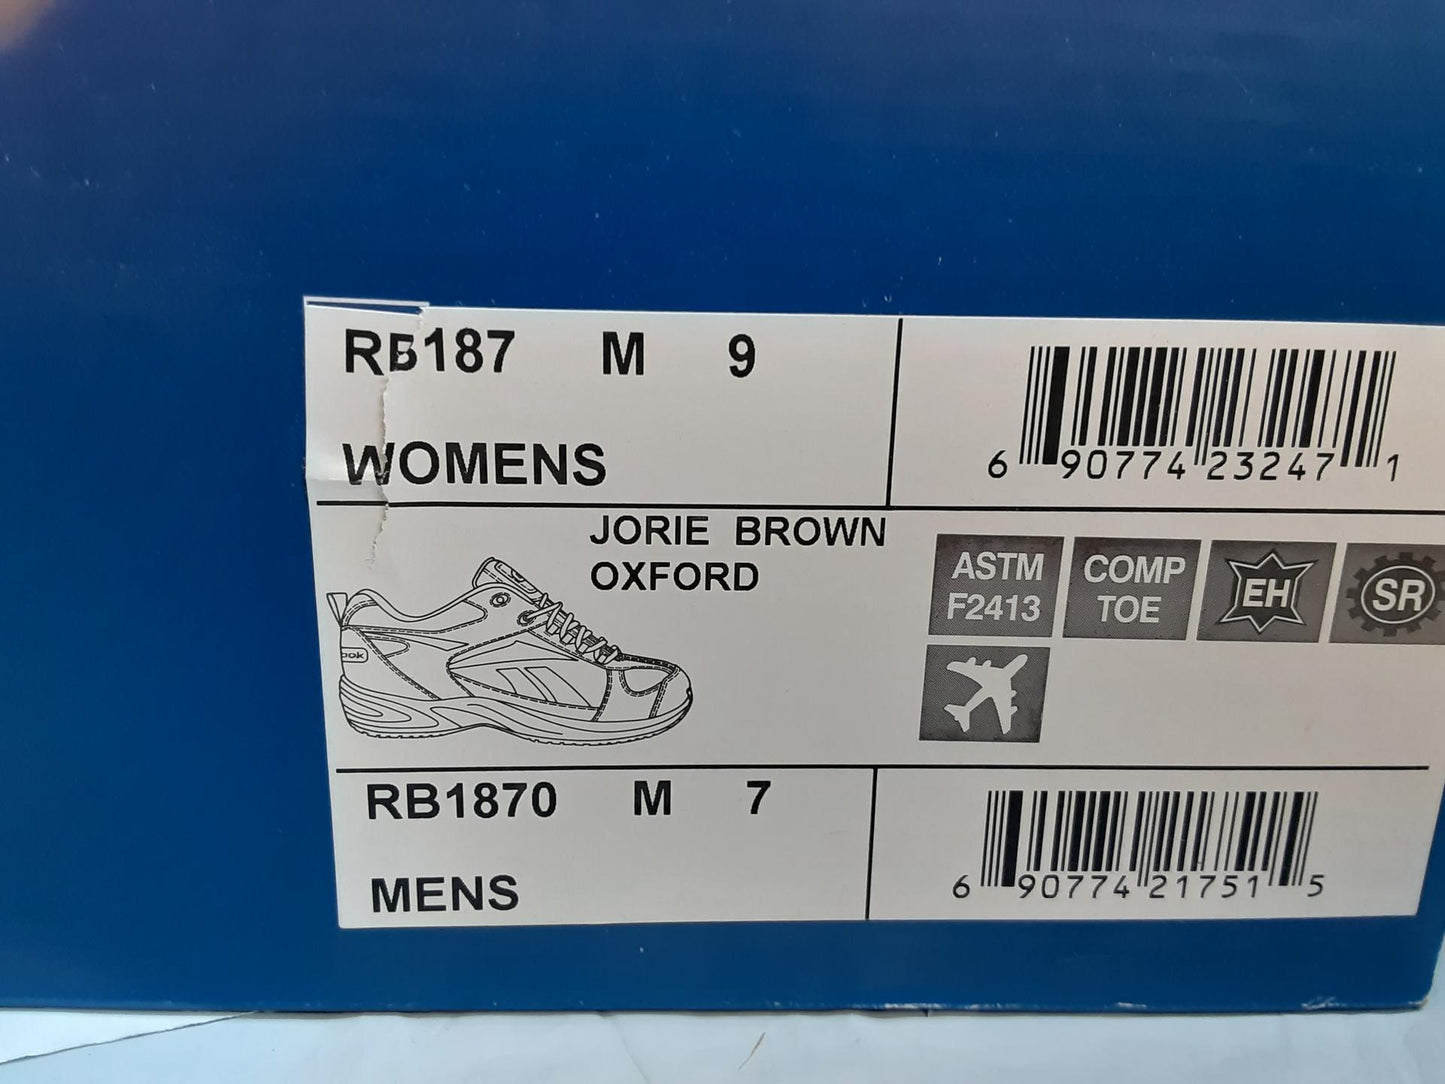 RB187 M 9
WOMENS
6 90774 23247 1
JORIE BROWN
OXFORD
ASTM
F2413
COMP
TOE
EH
SR
ook
RB1870 M 7
MENS
6 90774 21751 5